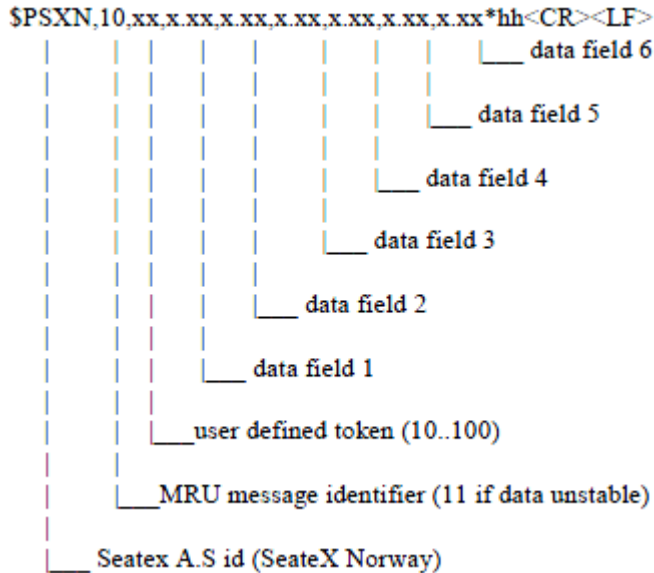 $PSXN,10,xx,x.xx,x.xx,x.xx,x.xx,x.xx,x.xx*hh<CR><LF>
data field 6
data field 5
data field 4
data field 3
data field 2
data field 1
user defined token (10..100)
MRU message identifier (11 if data unstable)
Seatex A.S id (SeateX Norway)